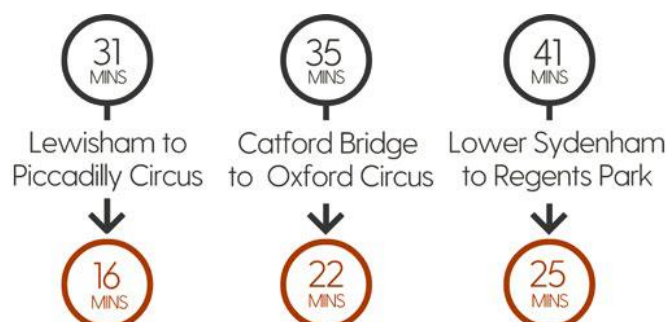 31
MINS
Lewisham to
Piccadilly Circus
16
MINS
35
MINS
Catford Bridge
to Oxford Circus
22
MINS
41
MINS
Lower Sydenham
to Regents Park
25
MINS